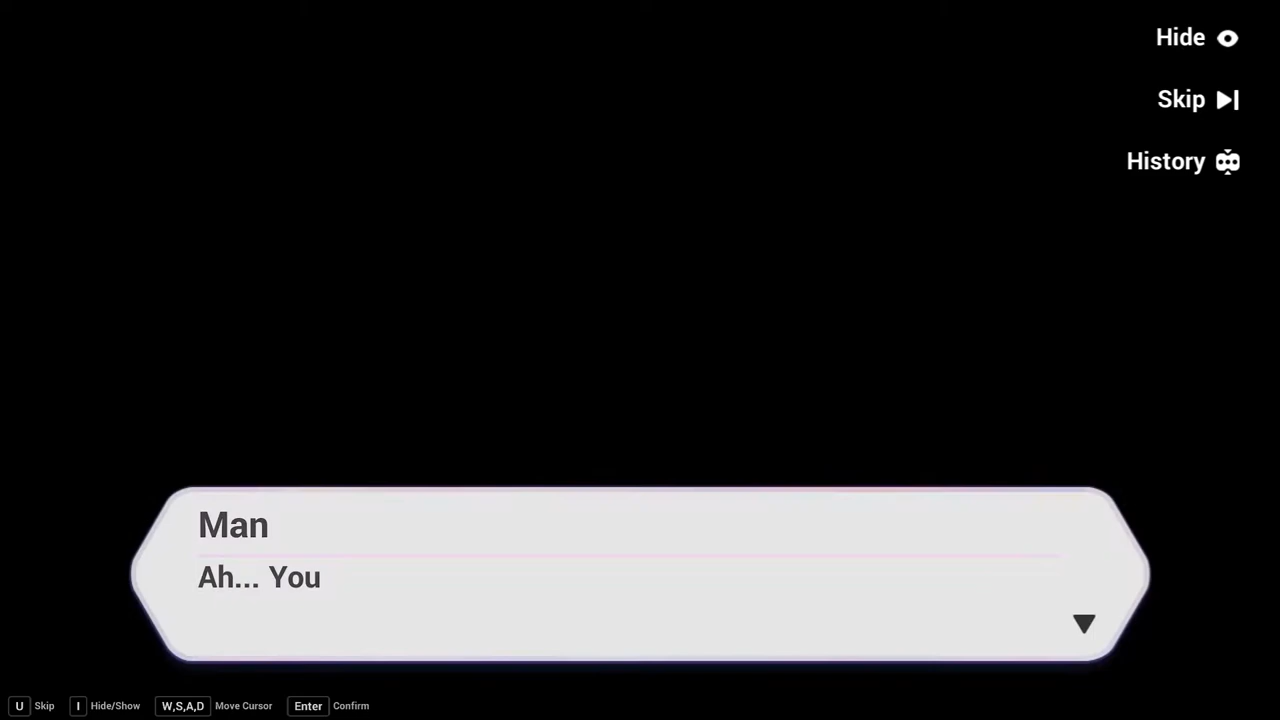 Hide
Skip
History
Man
Ah... You
U Skip I Hide/Show W,S,A,D Move Cursor Enter Confirm